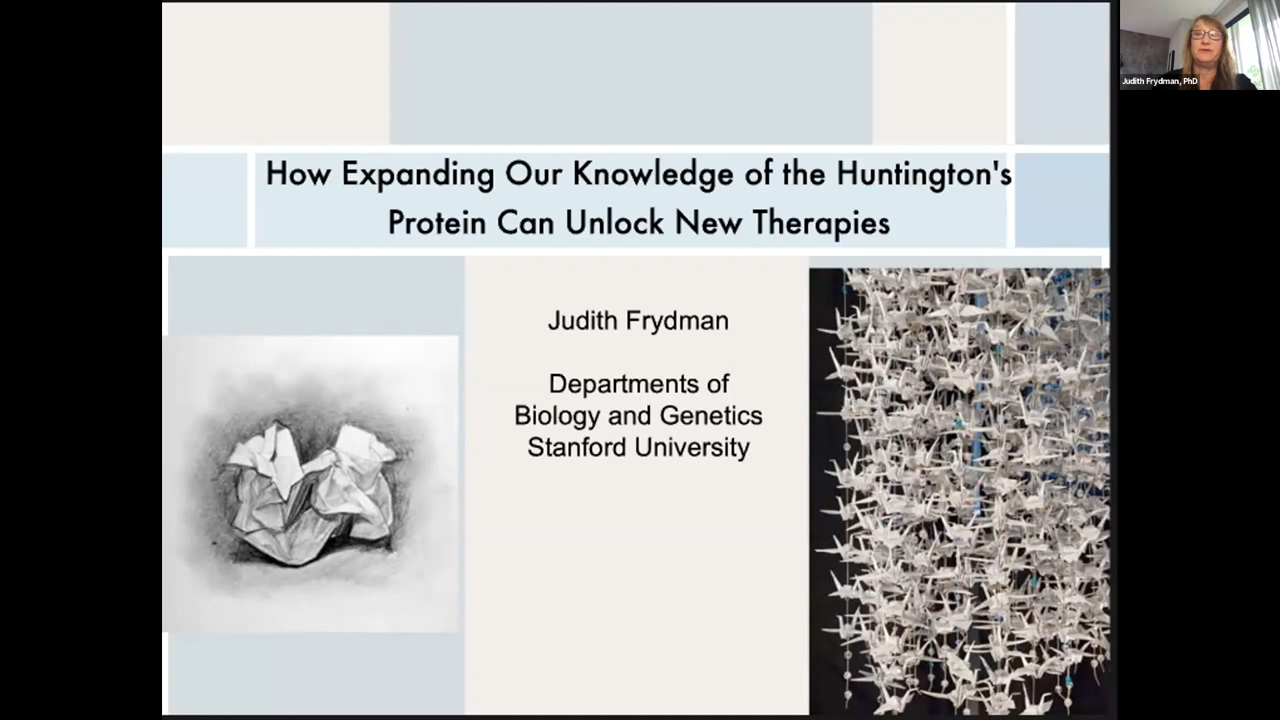 How Expanding Our Knowledge of the Huntington's
Protein Can Unlock New Therapies
Judith Frydman
Departments of
Biology and Genetics
Stanford University
Judith Frydman, PhD